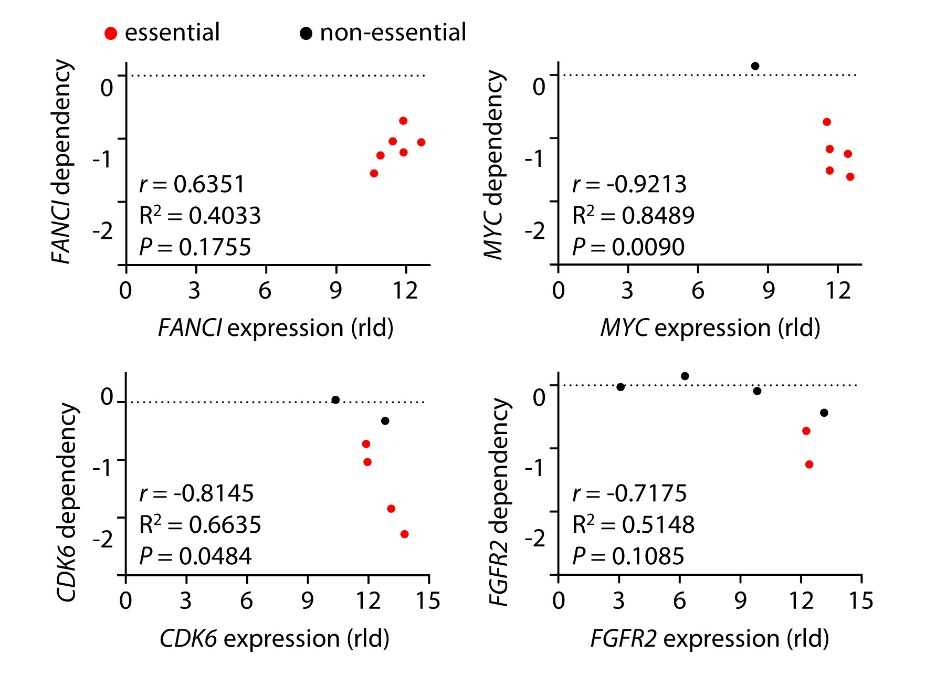 essential non-essential
FANCI dependency
0
-1
-2
r = 0.6351
R² = 0.4033
P = 0.1755
0 3 6 9 12
FANCI expression (rld)
MYC dependency
0
-1
-2
r = -0.9213
R² = 0.8489
P = 0.0090
0 3 6 9 12
MYC expression (rld)
CDK6 dependency
0
-1
-2
r = -0.8145
R² = 0.6635
P = 0.0484
0 3 6 9 12 15
CDK6 expression (rld)
FGFR2 dependency
0
-1
-2
r = -0.7175
R² = 0.5148
P = 0.1085
0 3 6 9 12 15
FGFR2 expression (rld)